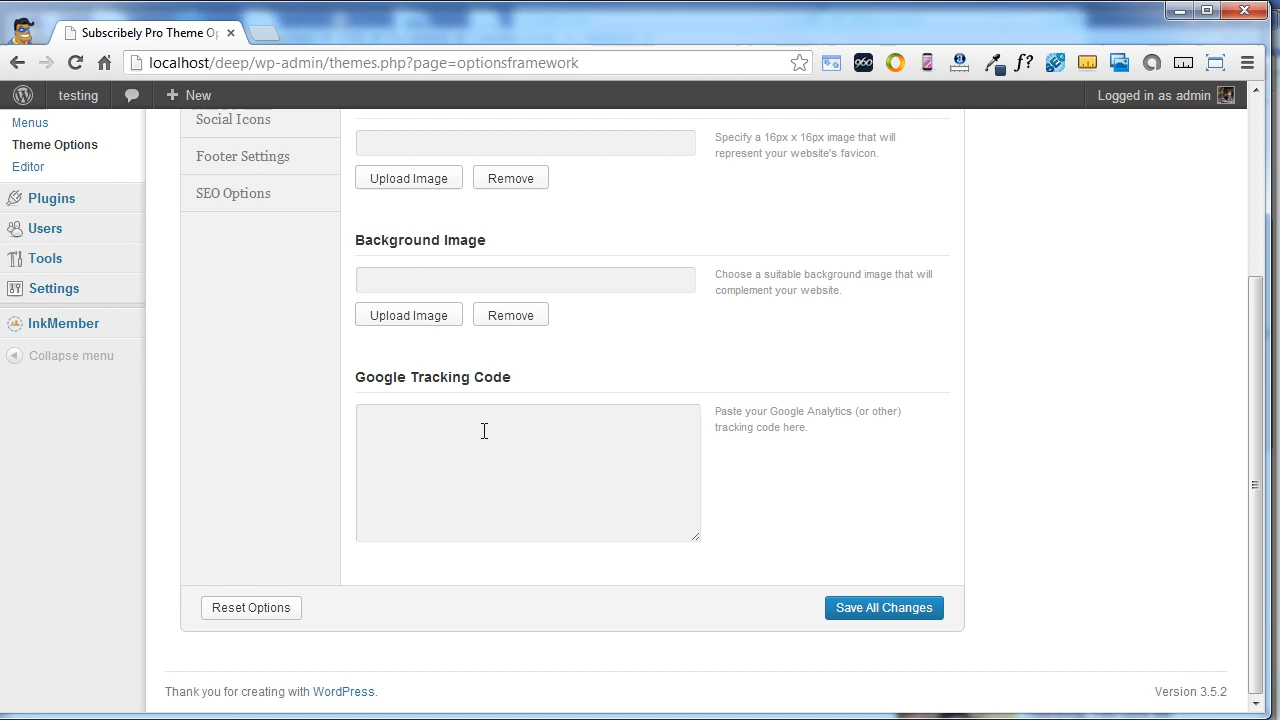 Subscribely Pro Theme Op
localhost/deep/wp-admin/themes.php?page=optionsframework
960
f?
testing
New
Logged in as admin
Menus
Theme Options
Editor
Plugins
Users
Tools
Settings
InkMember
Collapse menu
Social Icons
Footer Settings
SEO Options
Specify a 16px x 16px image that will
represent your website's favicon.
Upload Image
Remove
Background Image
Choose a suitable background image that will
complement your website.
Upload Image
Remove
Google Tracking Code
Paste your Google Analytics (or other)
tracking code here.
Reset Options
Save All Changes
Thank you for creating with WordPress.
Version 3.5.2